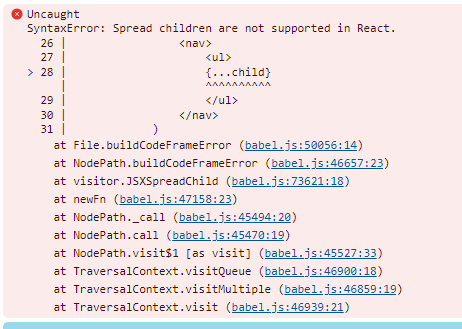 Uncaught
SyntaxError: Spread children are not supported in React.
  26 |                 <nav>
  27 |                     <ul>
> 28 |                     {...child}
     |                     ^^^^^^^^^^
  29 |                     </ul>
  30 |                 </nav>
  31 |             )
    at File.buildCodeFrameError (babel.js:50056:14)
    at NodePath.buildCodeFrameError (babel.js:46657:23)
    at visitor.JSXSpreadChild (babel.js:73621:18)
    at newFn (babel.js:47158:23)
    at NodePath._call (babel.js:45494:20)
    at NodePath.call (babel.js:45470:19)
    at NodePath.visit$1 [as visit] (babel.js:45527:33)
    at TraversalContext.visitQueue (babel.js:46900:18)
    at TraversalContext.visitMultiple (babel.js:46859:19)
    at TraversalContext.visit (babel.js:46939:21)